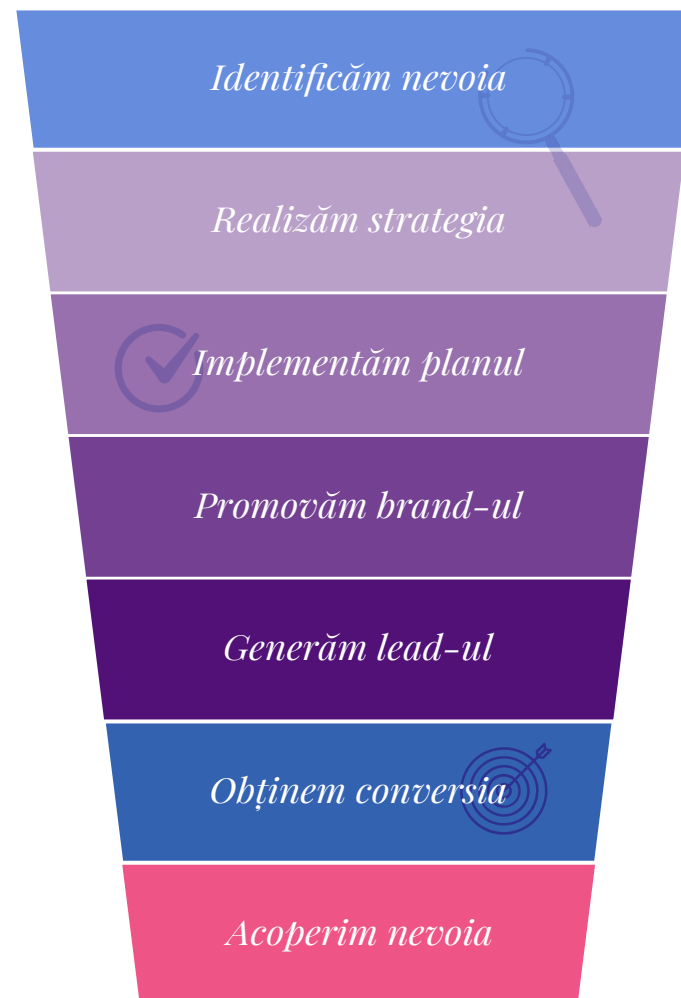 Identificăm nevoia
Realizăm strategia
Implementăm planul
Promovăm brand-ul
Generăm lead-ul
Obținem conversia
Acoperim nevoia